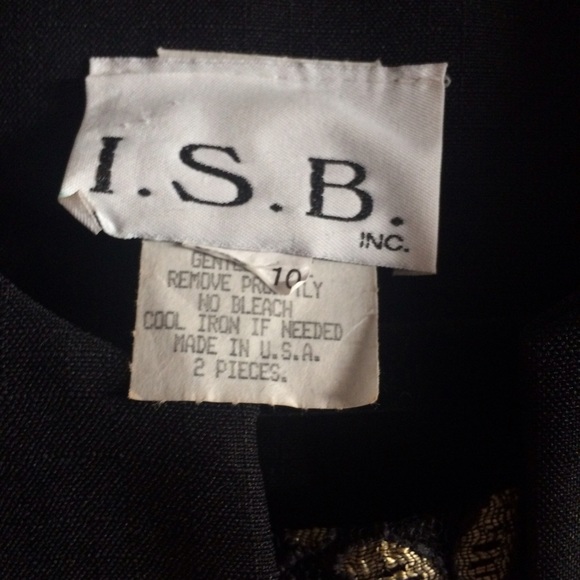 I.S.B.
INC.
10
REMOVE
NO BLEACH
COOL IRON IF NEEDED
MADE IN U.S.A.
2 PIECES.